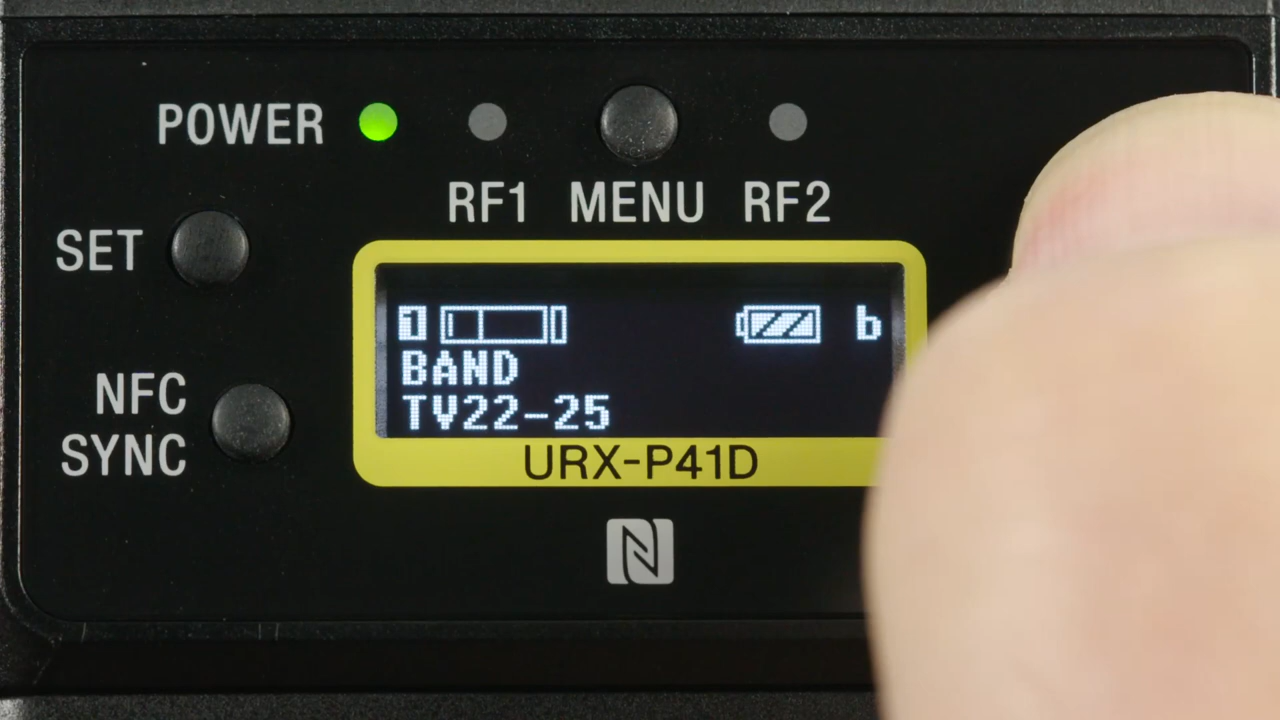 POWER
RF1 MENU RF2
SET
1 b
BAND
TV22-25
NFC
SYNC
URX-P41D